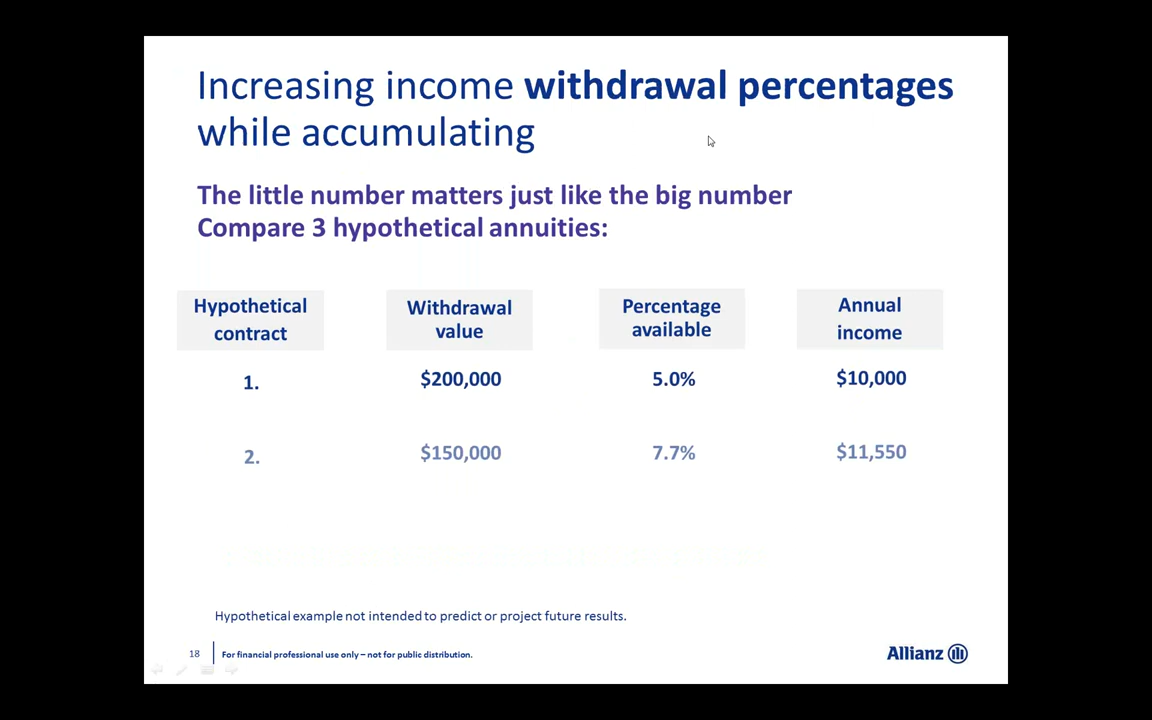 Increasing income withdrawal percentages
while accumulating
The little number matters just like the big number
Compare 3 hypothetical annuities:
Hypothetical
contract
Withdrawal
value
Percentage
available
Annual
income
1. $200,000 5.0% $10,000
2. $150,000 7.7% $11,550
Hypothetical example not intended to predict or project future results.
18 For financial professional use only – not for public distribution.
Allianz